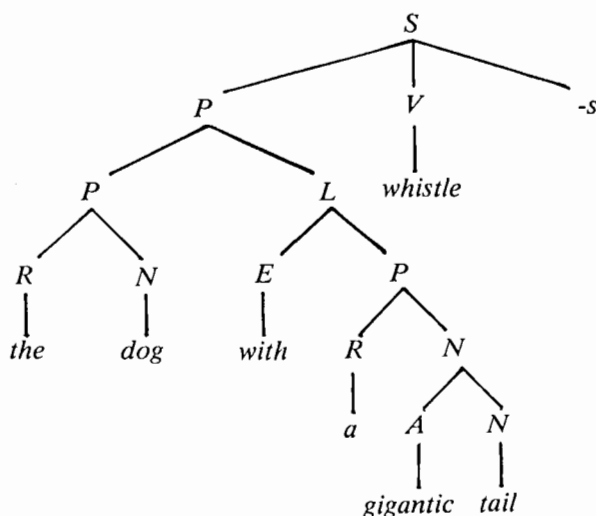 S
P V -s
P L whistle
R N E P
the dog with R N
a A N
gigantic tail